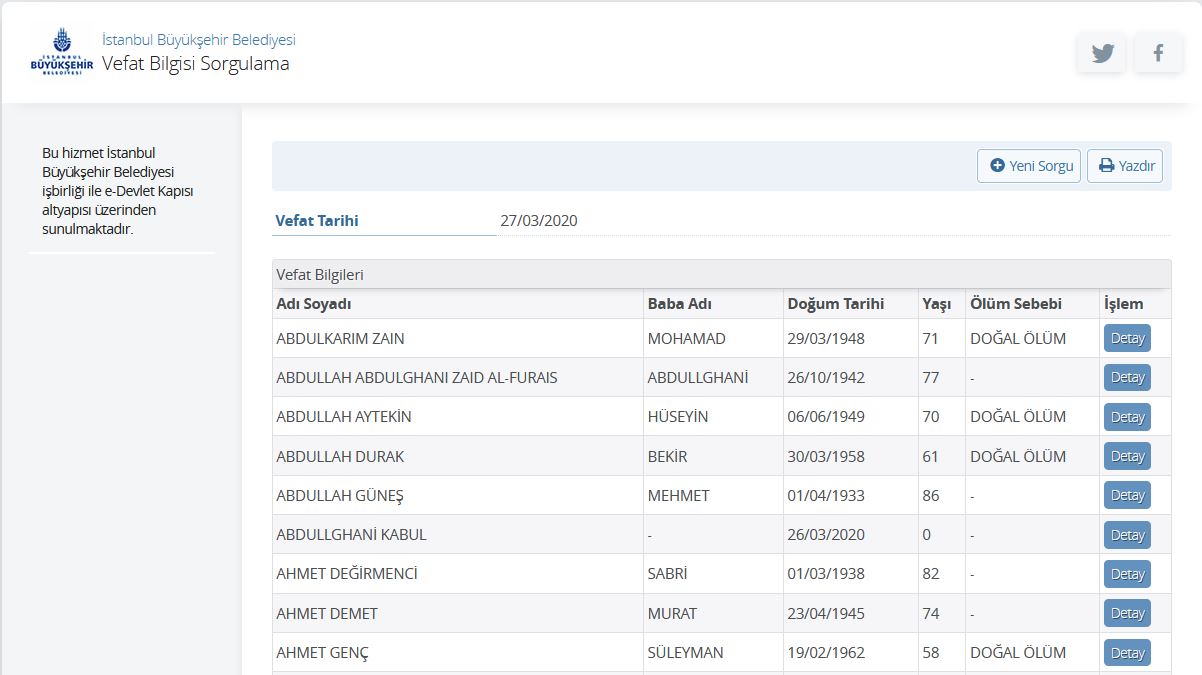 İSTANBUL
BÜYÜKŞEHİR
BELEDİYESİ
İstanbul Büyükşehir Belediyesi
Vefat Bilgisi Sorgulama
Bu hizmet İstanbul
Büyükşehir Belediyesi
işbirliği ile e-Devlet Kapısı
altyapısı üzerinden
sunulmaktadır.
Yeni Sorgu Yazdır
Vefat Tarihi 27/03/2020
Vefat Bilgileri
Adı Soyadı Baba Adı Doğum Tarihi Yaşı Ölüm Sebebi İşlem
ABDULKARIM ZAIN MOHAMAD 29/03/1948 71 DOĞAL ÖLÜM Detay
ABDULLAH ABDULGHANI ZAID AL-FURAIS ABDULLGHANİ 26/10/1942 77 - Detay
ABDULLAH AYTEKİN HÜSEYİN 06/06/1949 70 DOĞAL ÖLÜM Detay
ABDULLAH DURAK BEKİR 30/03/1958 61 DOĞAL ÖLÜM Detay
ABDULLAH GÜNEŞ MEHMET 01/04/1933 86 - Detay
ABDULLGHANİ KABUL - 26/03/2020 0 - Detay
AHMET DEĞİRMENCİ SABRİ 01/03/1938 82 - Detay
AHMET DEMET MURAT 23/04/1945 74 - Detay
AHMET GENÇ SÜLEYMAN 19/02/1962 58 DOĞAL ÖLÜM Detay